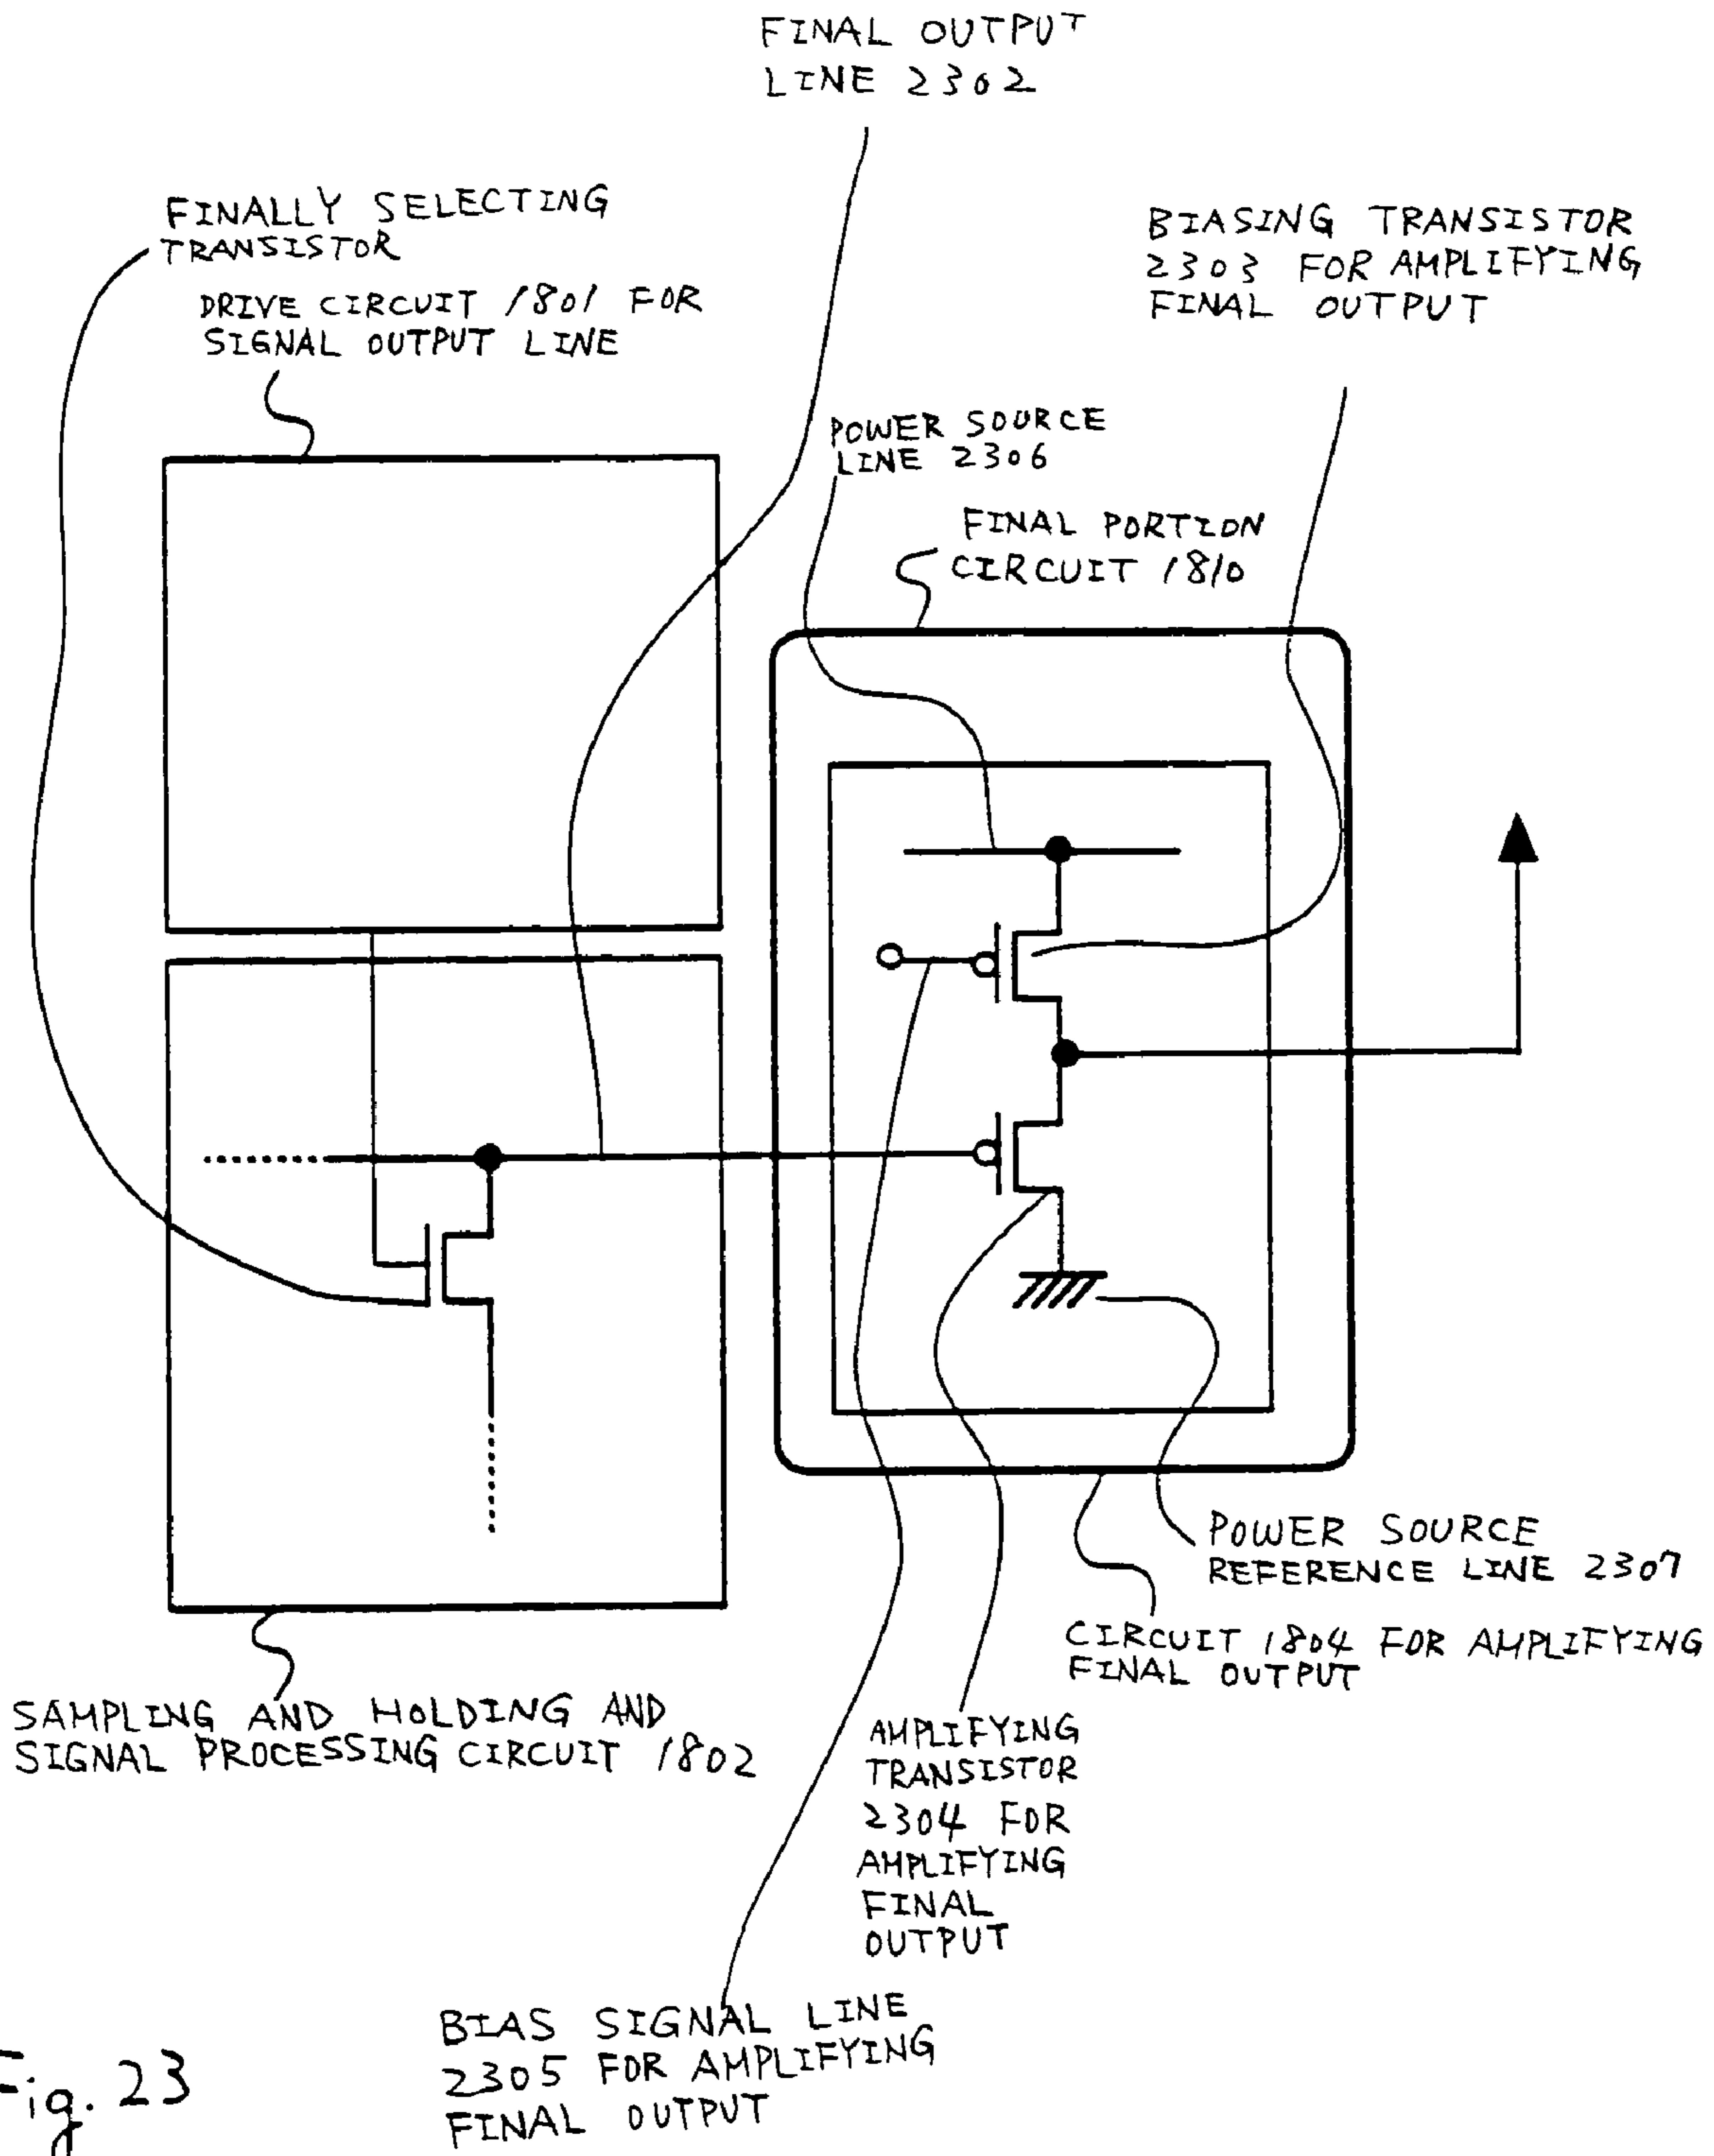 FINAL OUTPUT
LINE 2302
FINALLY SELECTING
TRANSISTOR
DRIVE CIRCUIT 1801 FOR
SIGNAL OUTPUT LINE
BIASING TRANSISTOR
2303 FOR AMPLIFYING
FINAL OUTPUT
POWER SOURCE
LINE 2306
FINAL PORTION
CIRCUIT 1810
POWER SOURCE
REFERENCE LINE 2307
CIRCUIT 1804 FOR AMPLIFYING
FINAL OUTPUT
SAMPLING AND HOLDING AND
SIGNAL PROCESSING CIRCUIT 1802
AMPLIFYING
TRANSISTOR
2304 FOR
AMPLIFYING
FINAL
OUTPUT
BIAS SIGNAL LINE
2305 FOR AMPLIFYING
FINAL OUTPUT
Fig. 23